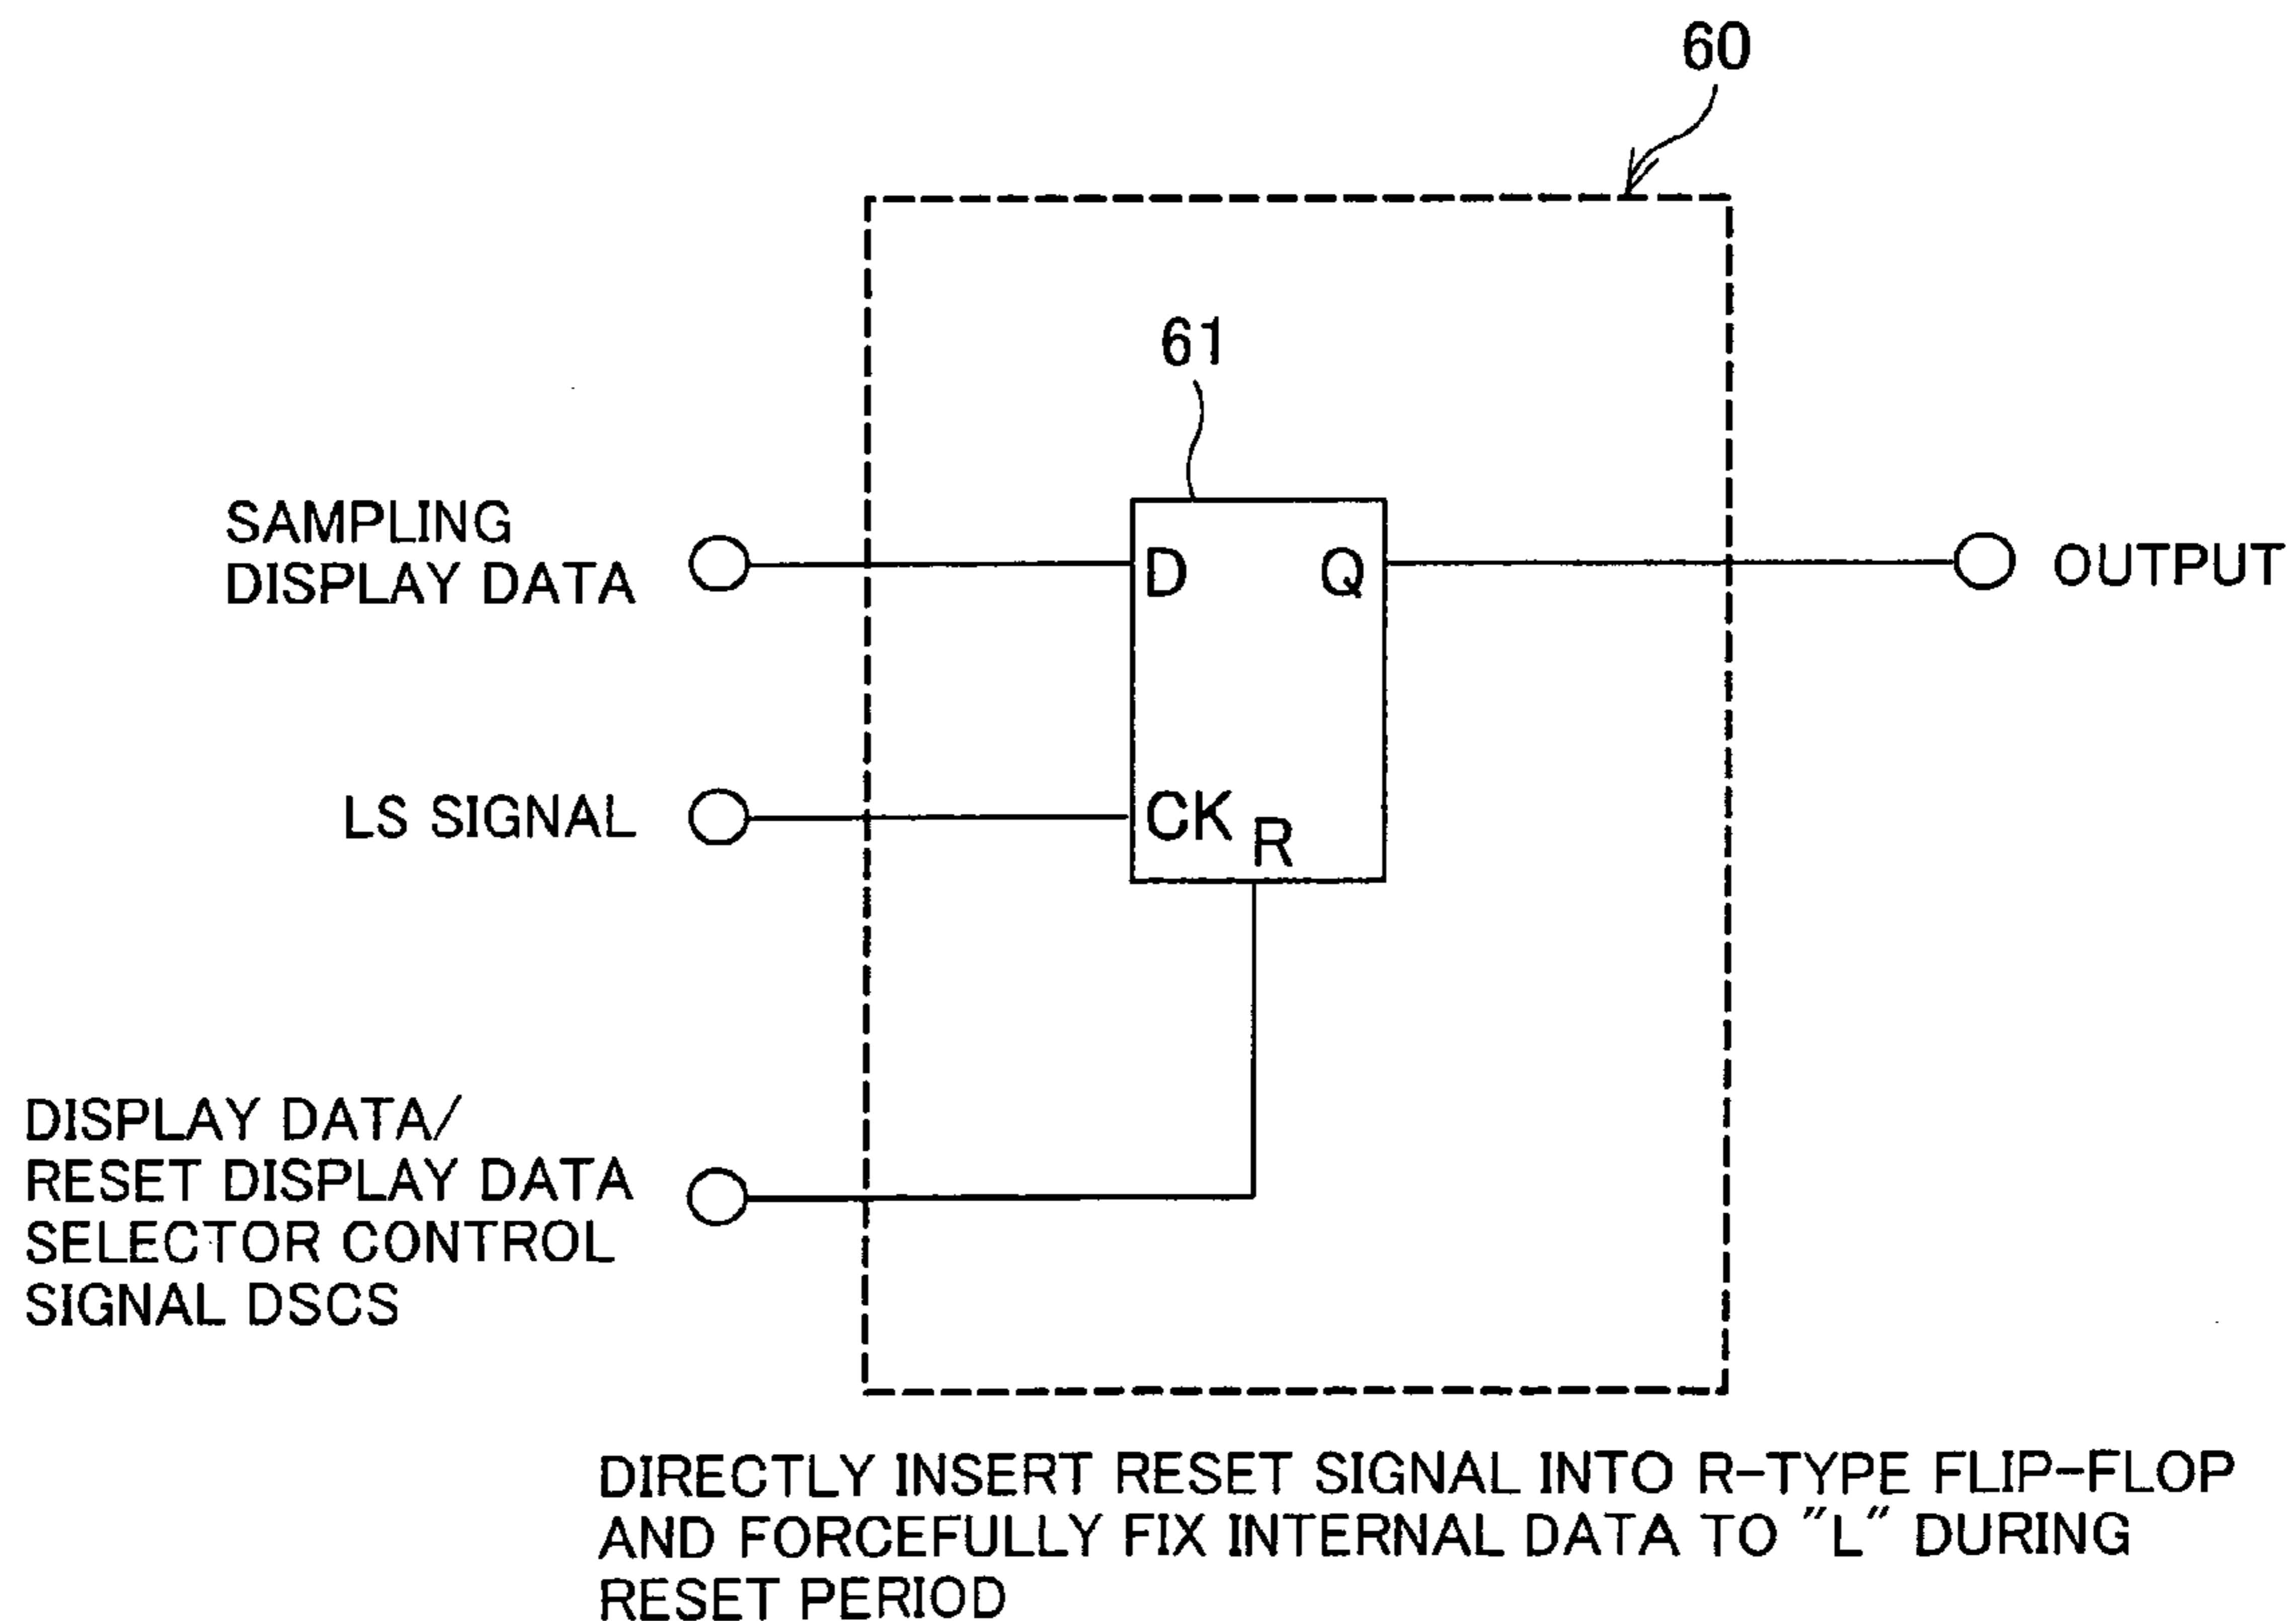 60
61
SAMPLING
DISPLAY DATA
D
Q
OUTPUT
LS SIGNAL
CK
R
DISPLAY DATA/
RESET DISPLAY DATA
SELECTOR CONTROL
SIGNAL DSCS
DIRECTLY INSERT RESET SIGNAL INTO R-TYPE FLIP-FLOP
AND FORCEFULLY FIX INTERNAL DATA TO "L" DURING
RESET PERIOD